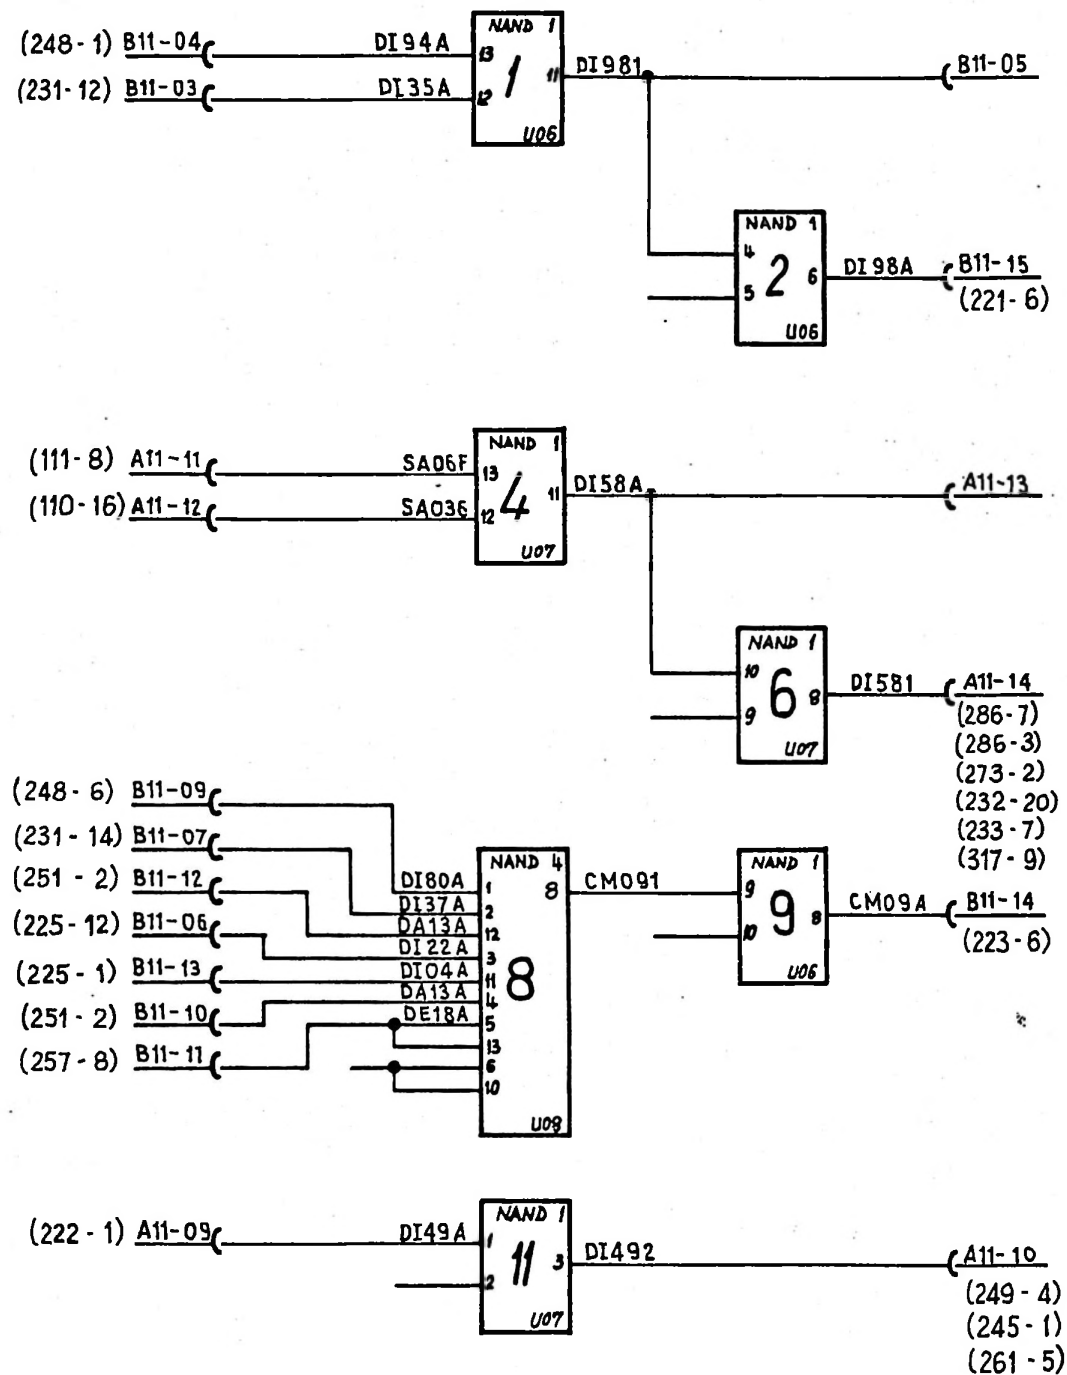 NAND 1
(248-1) B11-04 DI94A 13 1 11 DI981 B11-05
(231-12) B11-03 DI35A 12
U06
NAND 1
4 2 6 DI98A B11-15
5 (221-6)
U06
NAND 1
(111-8) A11-11 SA06F 13 4 11 DI58A A11-13
(110-16) A11-12 SA036 12
U07
NAND 1
10 6 8 DI581 A11-14
9 (286-7)
U07 (286-3)
(273-2)
(232-20)
(233-7)
(317-9)
(248-6) B11-09
(231-14) B11-07
(251-2) B11-12
(225-12) B11-06
(225-1) B11-13
(251-2) B11-10
(257-8) B11-11
NAND 4
DI80A 1 8 CM091
DI37A 2
DA13A 12
DI22A 3
DI04A 11 8
DA13A 4
DE18A 5
13
6
10
U08
NAND 1
9 9 8 CM09A B11-14
10 (223-6)
U06
NAND 1
(222-1) A11-09 DI49A 1 11 3 DI492 A11-10
2 (249-4)
U07 (245-1)
(261-5)